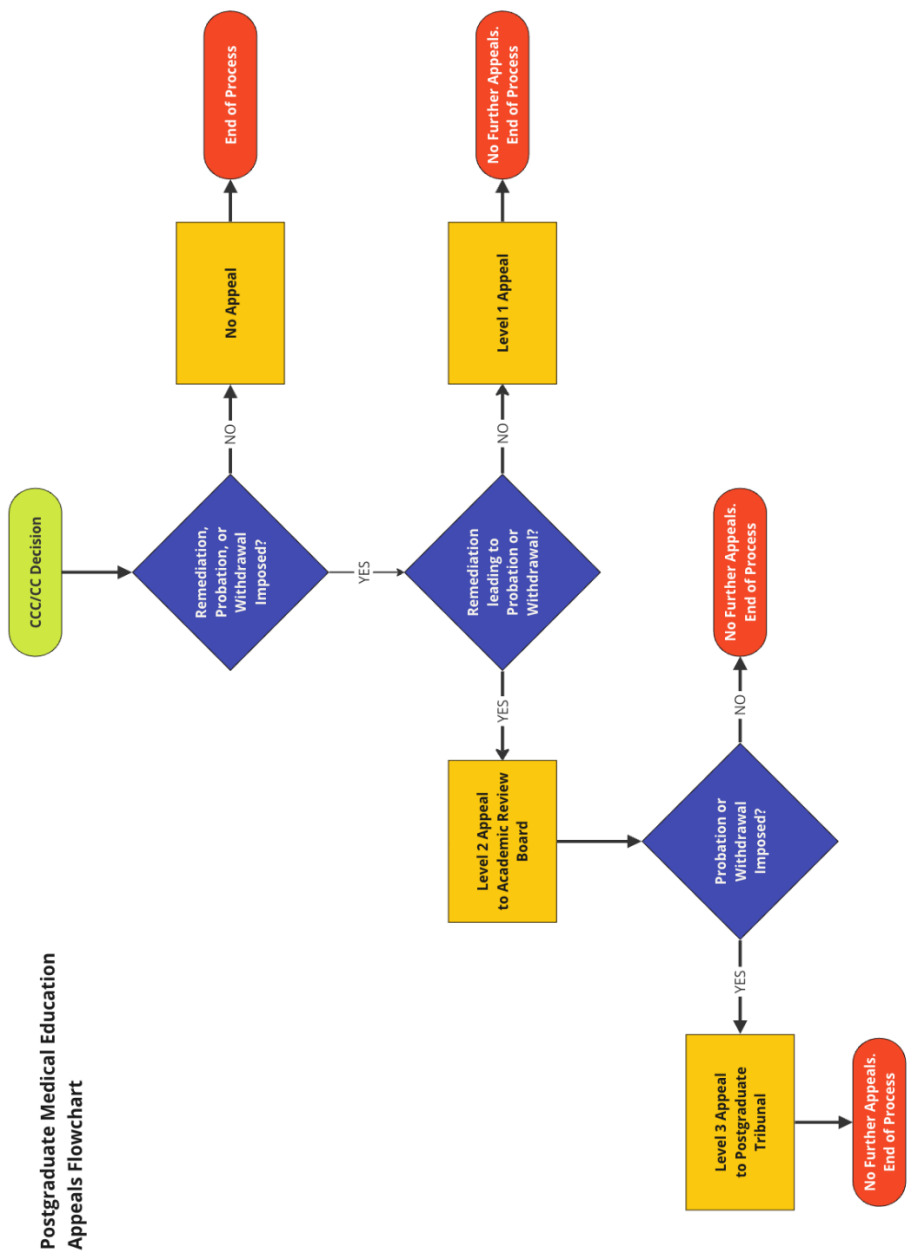 Postgraduate Medical Education
Appeals Flowchart
CCC/CC Decision
Remediation,
Probation, or
Withdrawal
Imposed?
NO
No Appeal
End of Process
YES
Remediation
leading to
Probation or
Withdrawal?
NO
Level 1 Appeal
No Further Appeals.
End of Process
YES
Level 2 Appeal
to Academic Review
Board
Probation or
Withdrawal
Imposed?
NO
No Further Appeals.
End of Process
YES
Level 3 Appeal
to Postgraduate
Tribunal
No Further Appeals.
End of Process